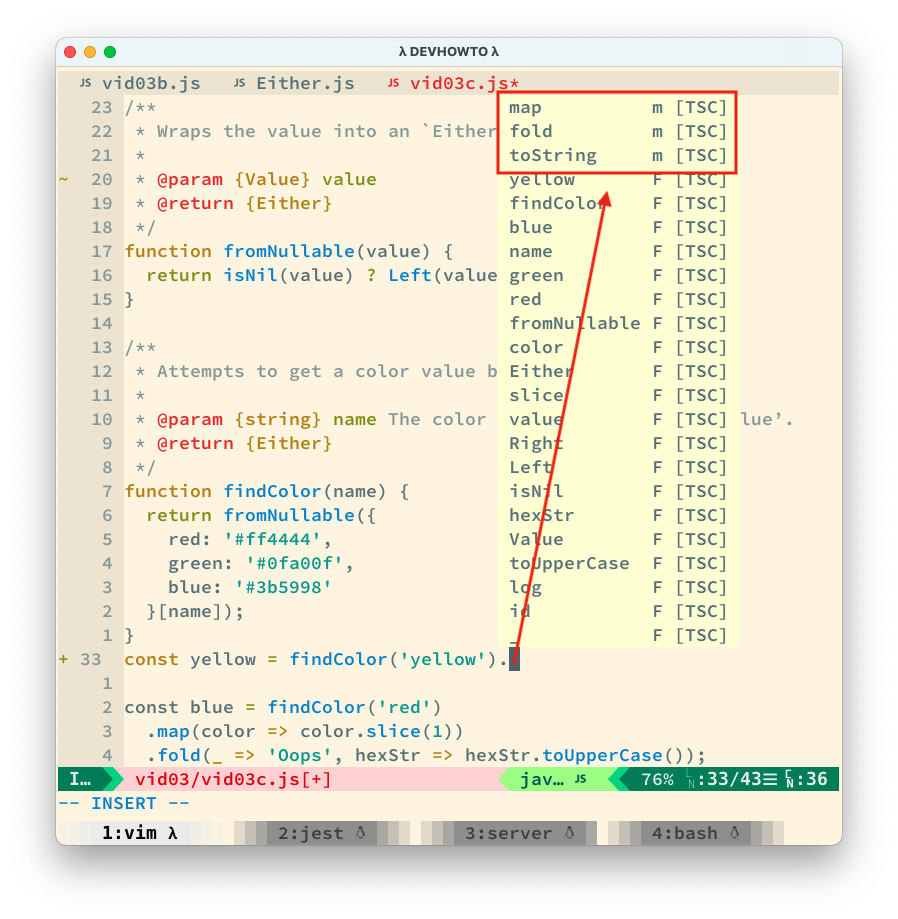 λ DEVHOWTO λ
JS vid03b.js JS Either.js JS vid03c.js*
23 /** map m [TSC]
22 * Wraps the value into an `Either fold m [TSC]
21 * toString m [TSC]
~ 20 * @param {Value} value yellow F [TSC]
19 * @return {Either} findColor F [TSC]
18 */ blue F [TSC]
17 function fromNullable(value) { name F [TSC]
16 return isNil(value) ? Left(value green F [TSC]
15 } red F [TSC]
14 fromNullable F [TSC]
13 /** color F [TSC]
12 * Attempts to get a color value b Either F [TSC]
11 * slice F [TSC]
10 * @param {string} name The color value F [TSC] lue’.
9 * @return {Either} Right F [TSC]
8 */ Left F [TSC]
7 function findColor(name) { isNil F [TSC]
6 return fromNullable({ hexStr F [TSC]
5 red: '#ff4444', Value F [TSC]
4 green: '#0fa00f', toUpperCase F [TSC]
3 blue: '#3b5998' log F [TSC]
2 }[name]); id F [TSC]
1 } _ F [TSC]
+ 33 const yellow = findColor('yellow').
1
2 const blue = findColor('red')
3 .map(color => color.slice(1))
4 .fold(_ => 'Oops', hexStr => hexStr.toUpperCase());
I… vid03/vid03c.js[+] jav… JS 76% LN :33/43☰ CN :36
-- INSERT --
1:vim λ 2:jest 3:server 4:bash